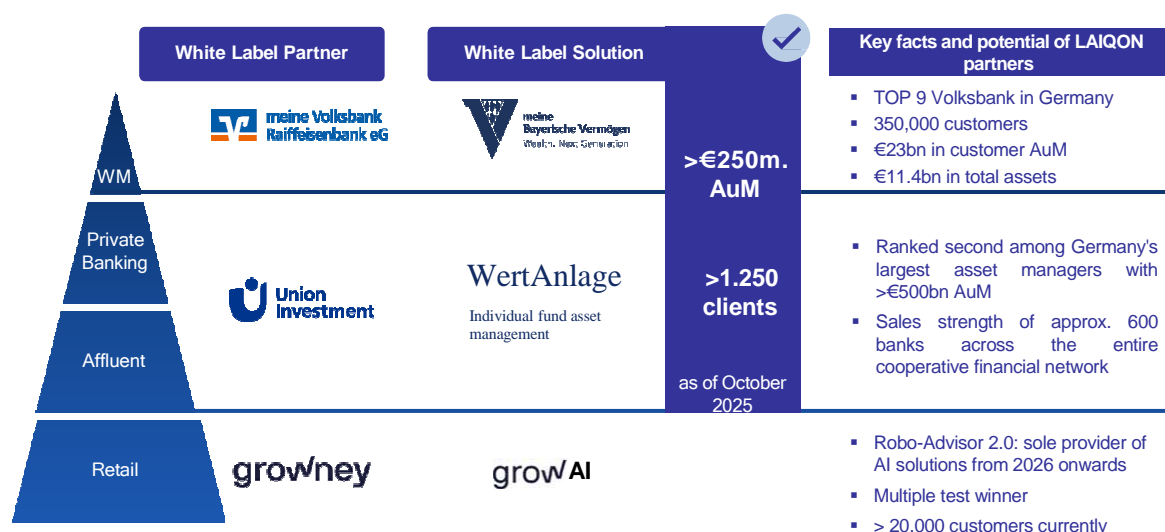 White Label Partner
White Label Solution
Key facts and potential of LAIQON
partners
WM
meine Volksbank
Raiffeisenbank eG
meine
Bayerische Vermögen
Wealth. Next Generation
>€250m.
AuM
▪ TOP 9 Volksbank in Germany
▪ 350,000 customers
▪ €23bn in customer AuM
▪ €11.4bn in total assets
Private
Banking
Affluent
Union
Investment
WertAnlage
Individual fund asset
management
>1.250
clients
as of October
2025
▪ Ranked second among Germany's
largest asset managers with
>€500bn AuM
▪ Sales strength of approx. 600
banks across the entire
cooperative financial network
Retail
growney
grow AI
▪ Robo-Advisor 2.0: sole provider of
AI solutions from 2026 onwards
▪ Multiple test winner
▪ > 20,000 customers currently